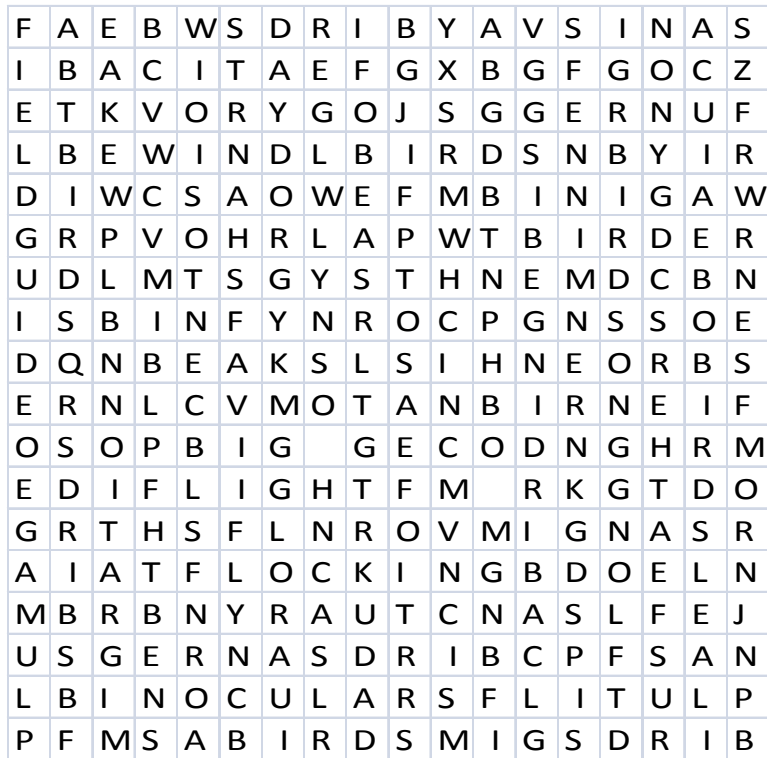 F A E B W S D R I B Y A V S I N A S
I B A C I T A E F G X B G F G O C Z
E T K V O R Y G O J S G G E R N U F
L B E W I N D L B I R D S N B Y I R
D I W C S A O W E F M B I N I G A W
G R P V O H R L A P W T B I R D E R
U D L M T S G Y S T H N E M D C B N
I S B I N F Y N R O C P G N S S O E
D Q N B E A K S L S I H N E O R B S
E R N L C V M O T A N B I R N E I F
O S O P B I G G E C O D N G H R M
E D I F L I G H T F M R K G T D O
G R T H S F L N R O V M I G N A S R
A I A T F L O C K I N G B D O E L N
M B R B N Y R A U T C N A S L F E J
U S G E R N A S D R I B C P F S A N
L B I N O C U L A R S F L I T U L P
P F M S A B I R D S M I G S D R I B